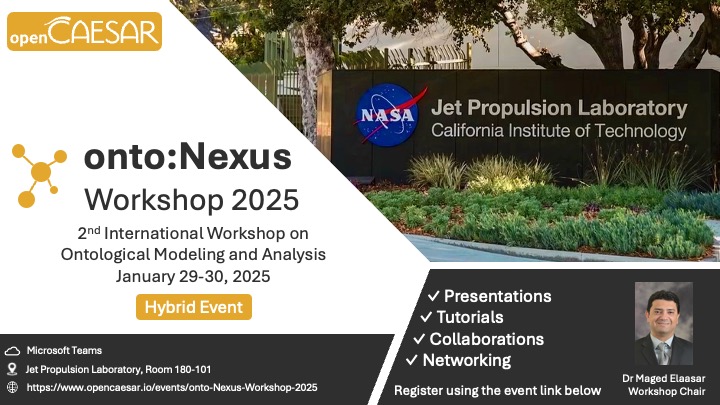 openCAESAR
NASA
Jet Propulsion Laboratory
California Institute of Technology
onto:Nexus
Workshop 2025
2nd International Workshop on
Ontological Modeling and Analysis
January 29-30, 2025
Hybrid Event
Microsoft Teams
Jet Propulsion Laboratory, Room 180-101
https://www.opencaesar.io/events/onto-Nexus-Workshop-2025
✓ Presentations
✓ Tutorials
✓ Collaborations
✓ Networking
Register using the event link below
Dr Maged Elaasar
Workshop Chair